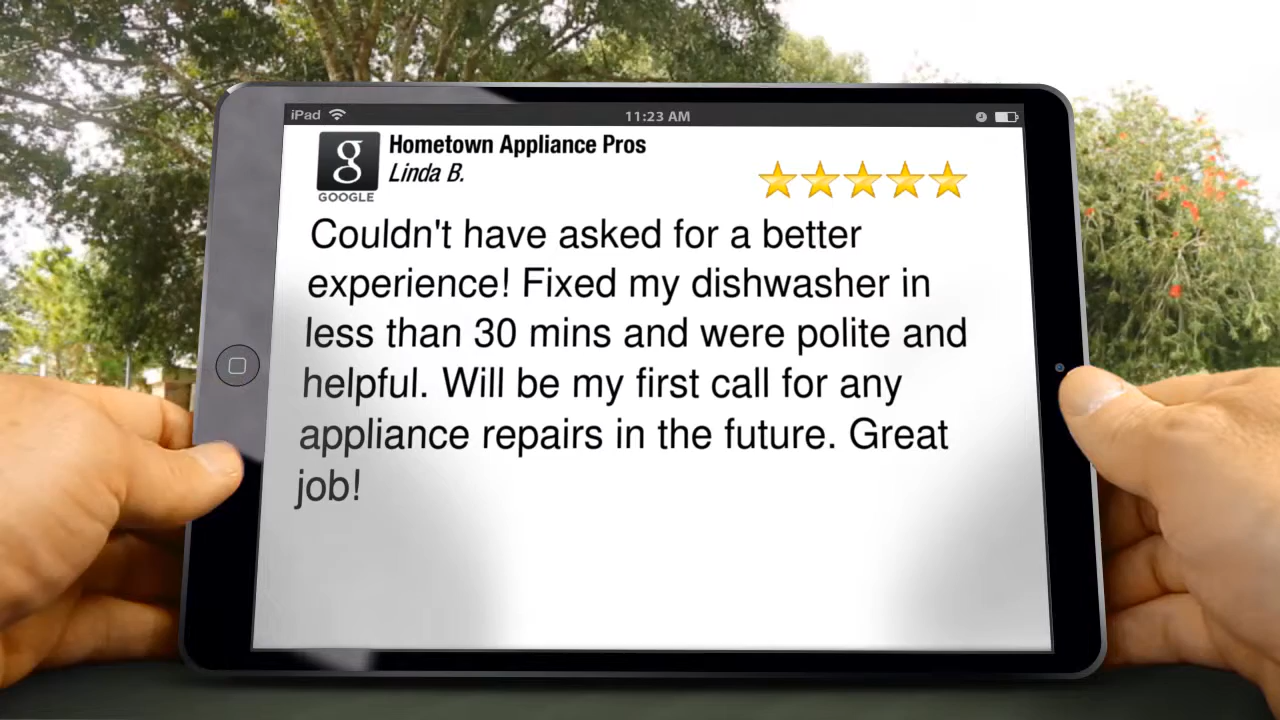 iPad 11:23 AM
g Hometown Appliance Pros
Linda B.
GOOGLE
Couldn't have asked for a better
experience! Fixed my dishwasher in
less than 30 mins and were polite and
helpful. Will be my first call for any
appliance repairs in the future. Great
job!